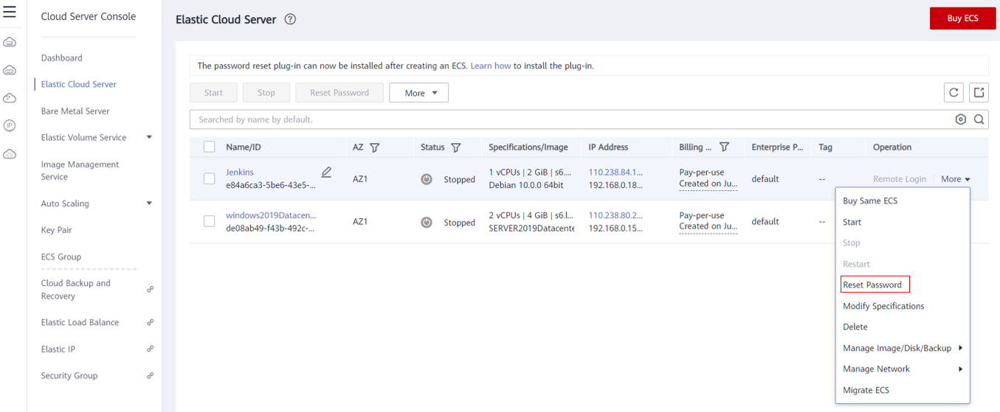 Cloud Server Console
Dashboard
Elastic Cloud Server
Bare Metal Server
Elastic Volume Service
Image Management
Service
Auto Scaling
Key Pair
ECS Group
Cloud Backup and
Recovery
Elastic Load Balance
Elastic IP
Security Group
IP
Elastic Cloud Server ?
Buy ECS
The password reset plug-in can now be installed after creating an ECS. Learn how to install the plug-in.
Start Stop Reset Password More
Searched by name by default.
Name/ID AZ Status Specifications/Image IP Address Billing ... Enterprise P... Tag Operation
Jenkins
e84a6ca3-5be6-43e5-...
AZ1
Stopped
1 vCPUs | 2 GiB | s6....
Debian 10.0.0 64bit
110.238.84.1...
192.168.0.18...
Pay-per-use
Created on Ju...
default
--
Remote Login More
windows2019Datacen...
de08ab49-f43b-492c-...
AZ1
Stopped
2 vCPUs | 4 GiB | s6.l...
SERVER2019Datacente
110.238.80.2...
192.168.0.15...
Pay-per-use
Created on Ju...
default
--
Buy Same ECS
Start
Stop
Restart
Reset Password
Modify Specifications
Delete
Manage Image/Disk/Backup
Manage Network
Migrate ECS